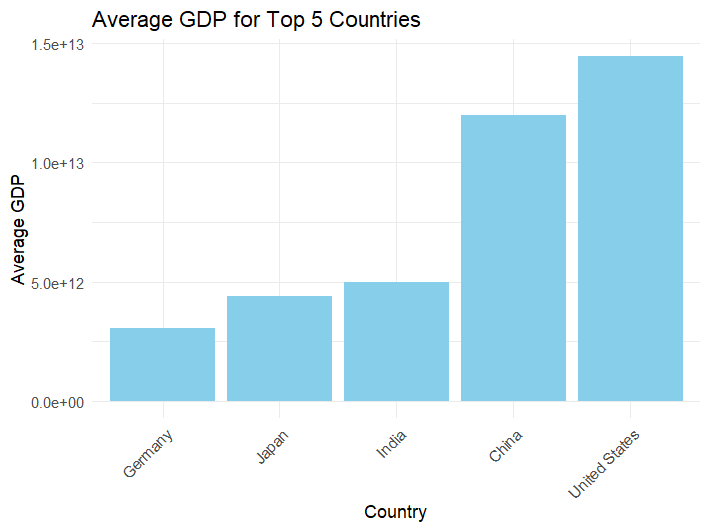 Average GDP for Top 5 Countries
1.5e+13
1.0e+13
5.0e+12
0.0e+00
Average GDP
Germany
Japan
India
China
United States
Country